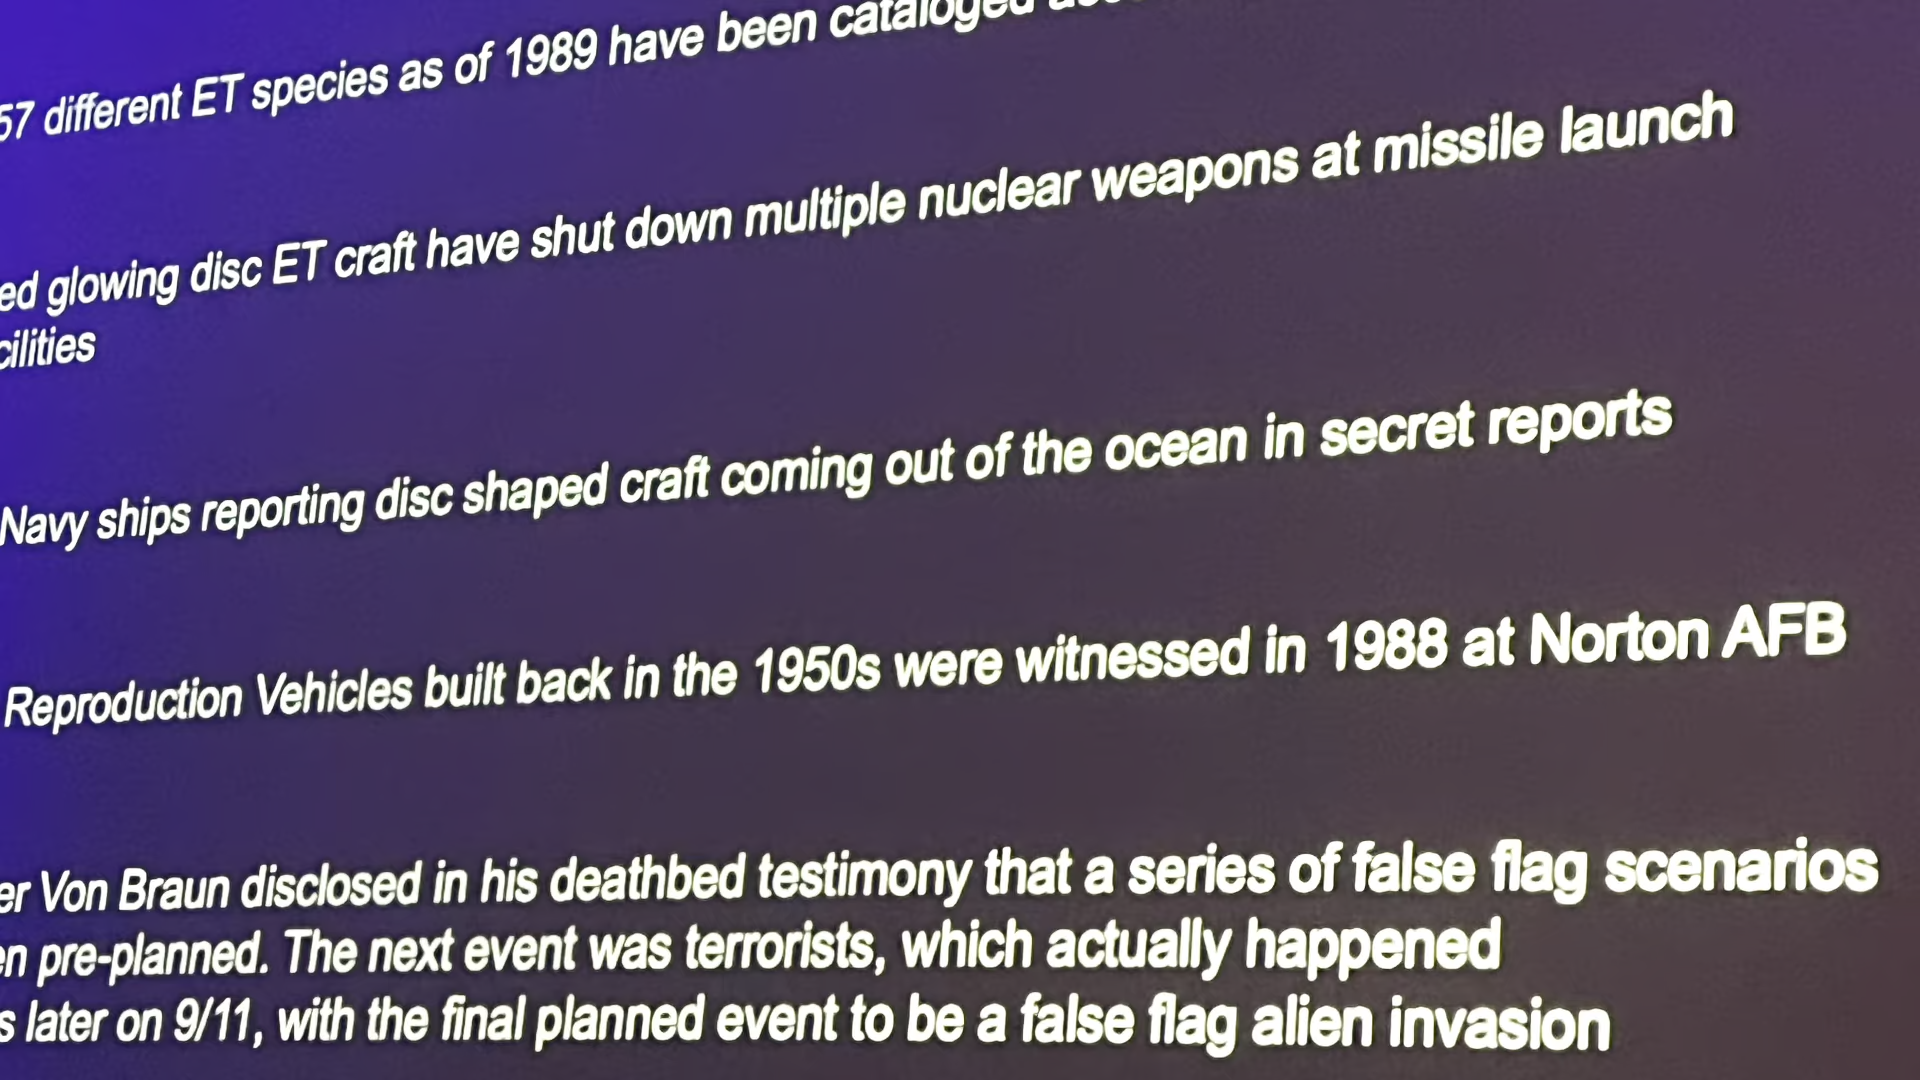 57 different ET species as of 1989 have been cataloged
ed glowing disc ET craft have shut down multiple nuclear weapons at missile launch
cilities
Navy ships reporting disc shaped craft coming out of the ocean in secret reports
Reproduction Vehicles built back in the 1950s were witnessed in 1988 at Norton AFB
er Von Braun disclosed in his deathbed testimony that a series of false flag scenarios
en pre-planned. The next event was terrorists, which actually happened
s later on 9/11, with the final planned event to be a false flag alien invasion